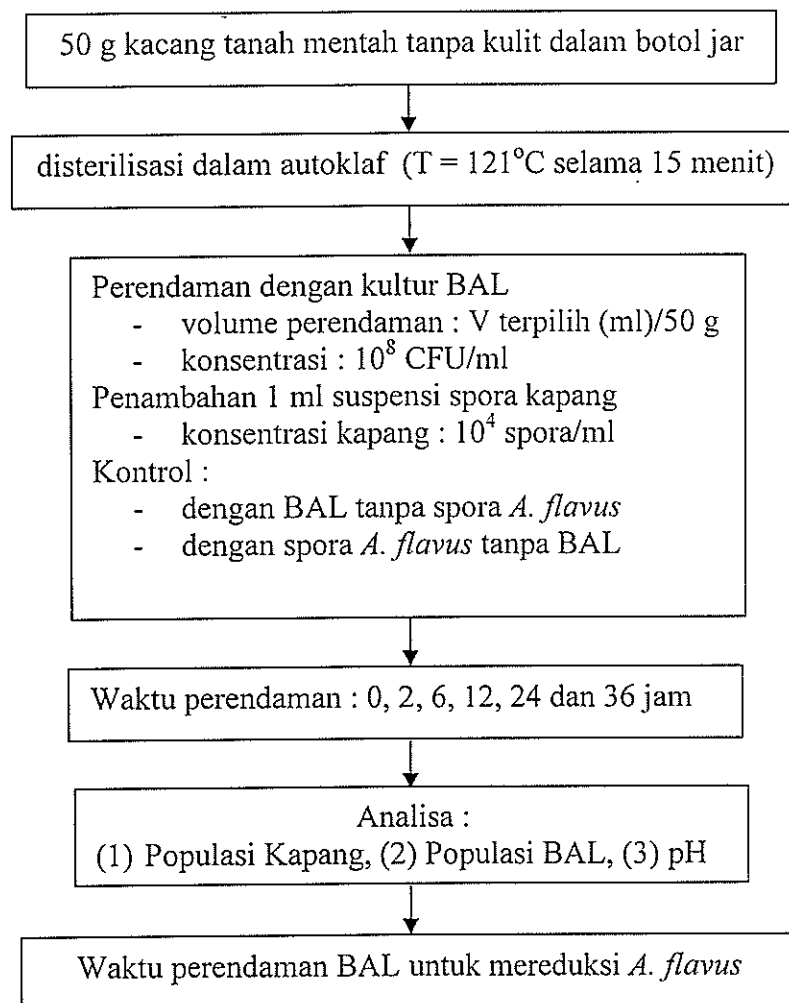 50 g kacang tanah mentah tanpa kulit dalam botol jar
disterilisasi dalam autoklaf (T = 121°C selama 15 menit)
Perendaman dengan kultur BAL
- volume perendaman : V terpilih (ml)/50 g
- konsentrasi : 10⁸ CFU/ml
Penambahan 1 ml suspensi spora kapang
- konsentrasi kapang : 10⁴ spora/ml
Kontrol :
- dengan BAL tanpa spora A. flavus
- dengan spora A. flavus tanpa BAL
Waktu perendaman : 0, 2, 6, 12, 24 dan 36 jam
Analisa :
(1) Populasi Kapang, (2) Populasi BAL, (3) pH
Waktu perendaman BAL untuk mereduksi A. flavus